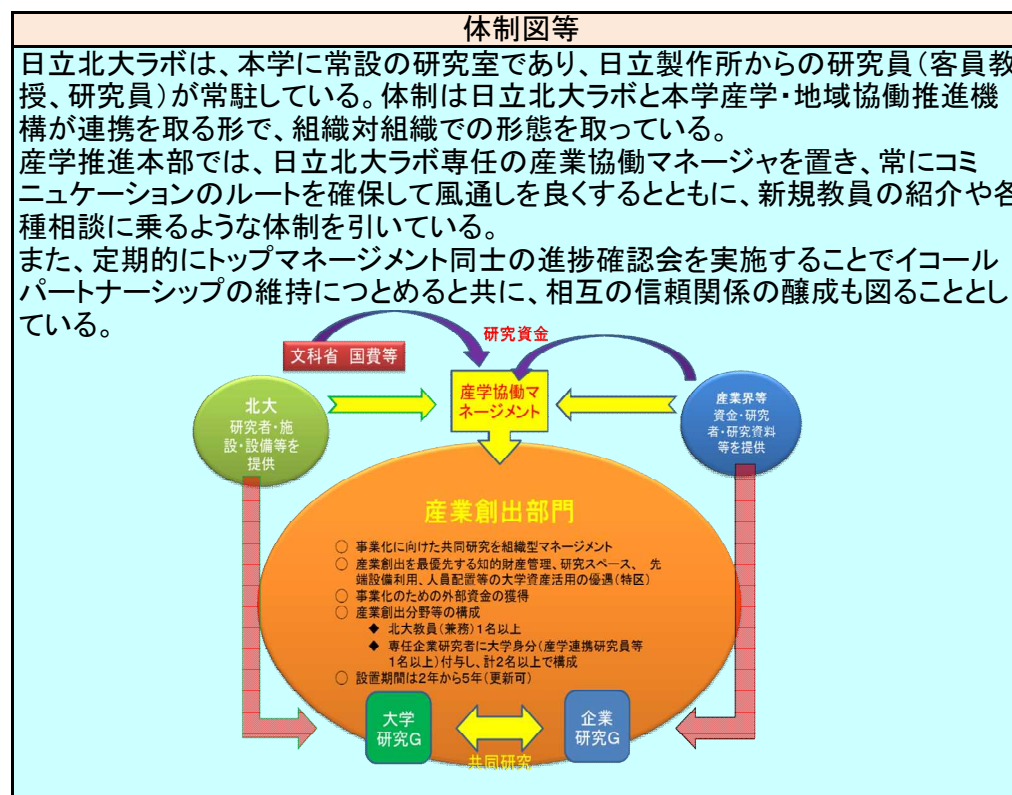 体制図等
日立北大ラボは、本学に常設の研究室であり、日立製作所からの研究員(客員教
授、研究員)が常駐している。体制は日立北大ラボと本学産学・地域協働推進機
構が連携を取る形で、組織対組織での形態を取っている。
産学推進本部では、日立北大ラボ専任の産業協働マネージャを置き、常にコミ
ニュケーションのルートを確保して風通しを良くするとともに、新規教員の紹介や各
種相談に乗るような体制を引いている。
また、定期的にトップマネージメント同士の進捗確認会を実施することでイコール
パートナーシップの維持につとめると共に、相互の信頼関係の醸成も図ることとし
ている。
研究資金
文科省 国費等
産学協働マ
ネージメント
北大
研究者・施
設・設備等を
提供
産業界等
資金・研究
者・研究資料
等を提供
産業創出部門
○ 事業化に向けた共同研究を組織型マネージメント
○ 産業創出を最優先する知的財産管理、研究スペース、 先
端設備利用、人員配置等の大学資産活用の優遇(特区)
○ 事業化のための外部資金の獲得
○ 産業創出分野等の構成
◆ 北大教員(兼務)1名以上
◆ 専任企業研究者に大学身分(産学連携研究員等
1名以上)付与し、計2名以上で構成
○ 設置期間は2年から5年(更新可)
大学
研究G
企業
研究G
共同研究